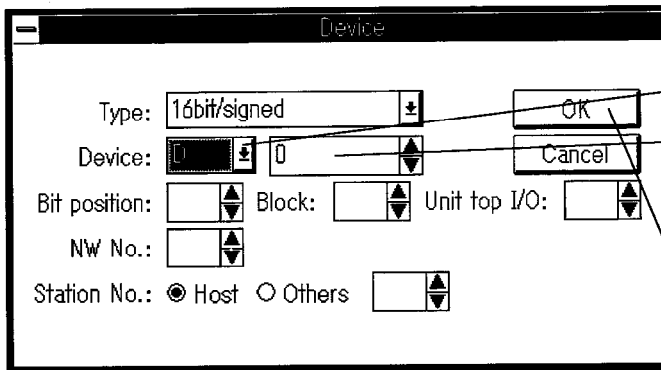 Device
Type: 16bit/signed OK
Device: D 0 Cancel
Bit position: Block: Unit top I/O:
NW No.:
Station No.: Host Others